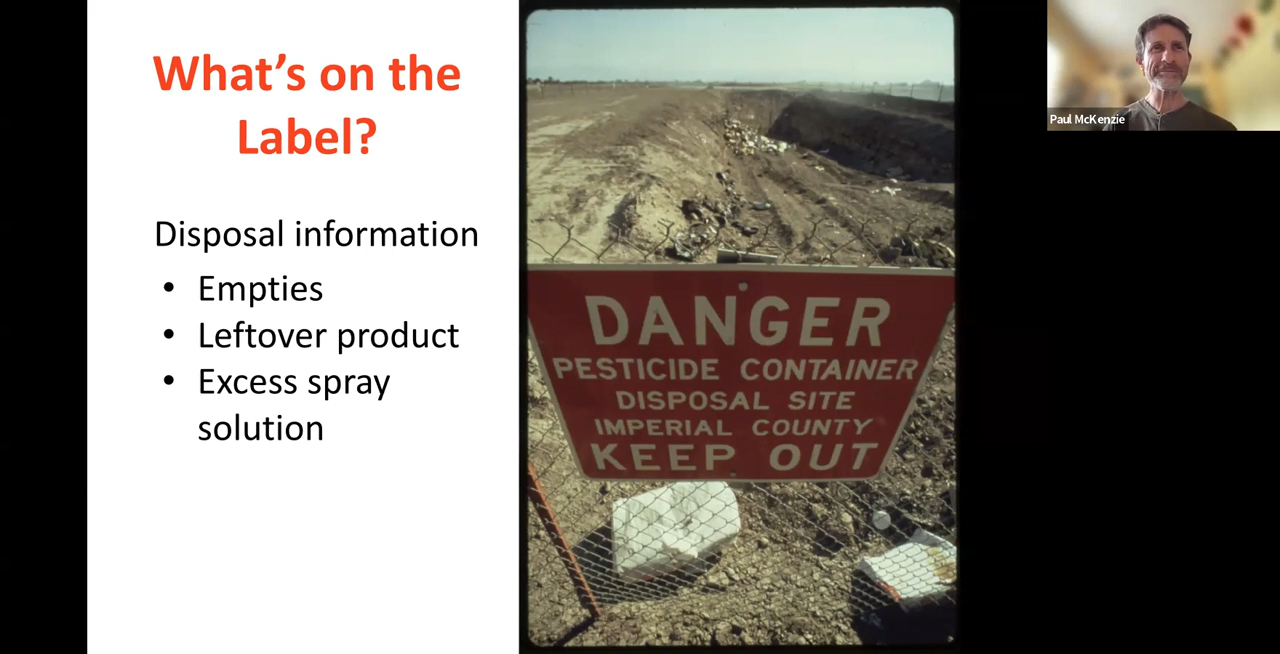 What's on the
Label?
Disposal information
• Empties
• Leftover product
• Excess spray
solution
DANGER
PESTICIDE CONTAINER
DISPOSAL SITE
IMPERIAL COUNTY
KEEP OUT
Paul McKenzie